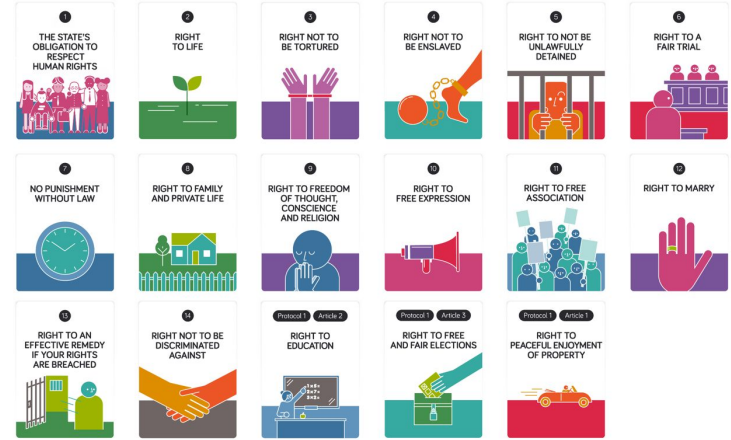 1
THE STATE'S
OBLIGATION TO
RESPECT
HUMAN RIGHTS
2
RIGHT
TO LIFE
3
RIGHT NOT TO
BE TORTURED
4
RIGHT NOT TO
BE ENSLAVED
5
RIGHT TO NOT BE
UNLAWFULLY
DETAINED
6
RIGHT TO A
FAIR TRIAL
7
NO PUNISHMENT
WITHOUT LAW
8
RIGHT TO FAMILY
AND PRIVATE LIFE
9
RIGHT TO FREEDOM
OF THOUGHT,
CONSCIENCE
AND RELIGION
10
RIGHT TO
FREE EXPRESSION
11
RIGHT TO FREE
ASSOCIATION
12
RIGHT TO MARRY
13
RIGHT TO AN
EFFECTIVE REMEDY
IF YOUR RIGHTS
ARE BREACHED
14
RIGHT NOT TO BE
DISCRIMINATED
AGAINST
Protocol 1 Article 2
RIGHT TO
EDUCATION
Protocol 1 Article 3
RIGHT TO FREE
AND FAIR ELECTIONS
Protocol 1 Article 1
RIGHT TO
PEACEFUL ENJOYMENT
OF PROPERTY